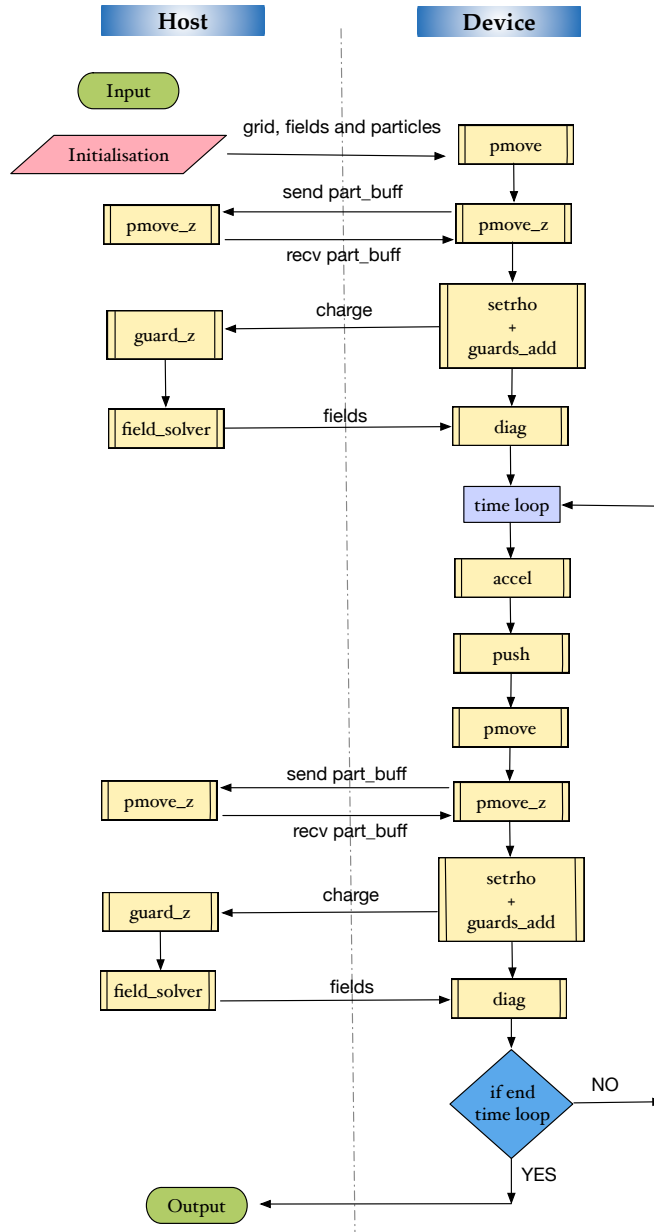 Host
Device
Input
grid, fields and particles
Initialisation
pmove
send part_buff
pmove_z
pmove_z
recv part_buff
charge
setrho
+
guards_add
guard_z
field_solver
fields
diag
time loop
accel
push
pmove
send part_buff
pmove_z
pmove_z
recv part_buff
charge
setrho
+
guards_add
guard_z
field_solver
fields
diag
if end
time loop
NO
YES
Output